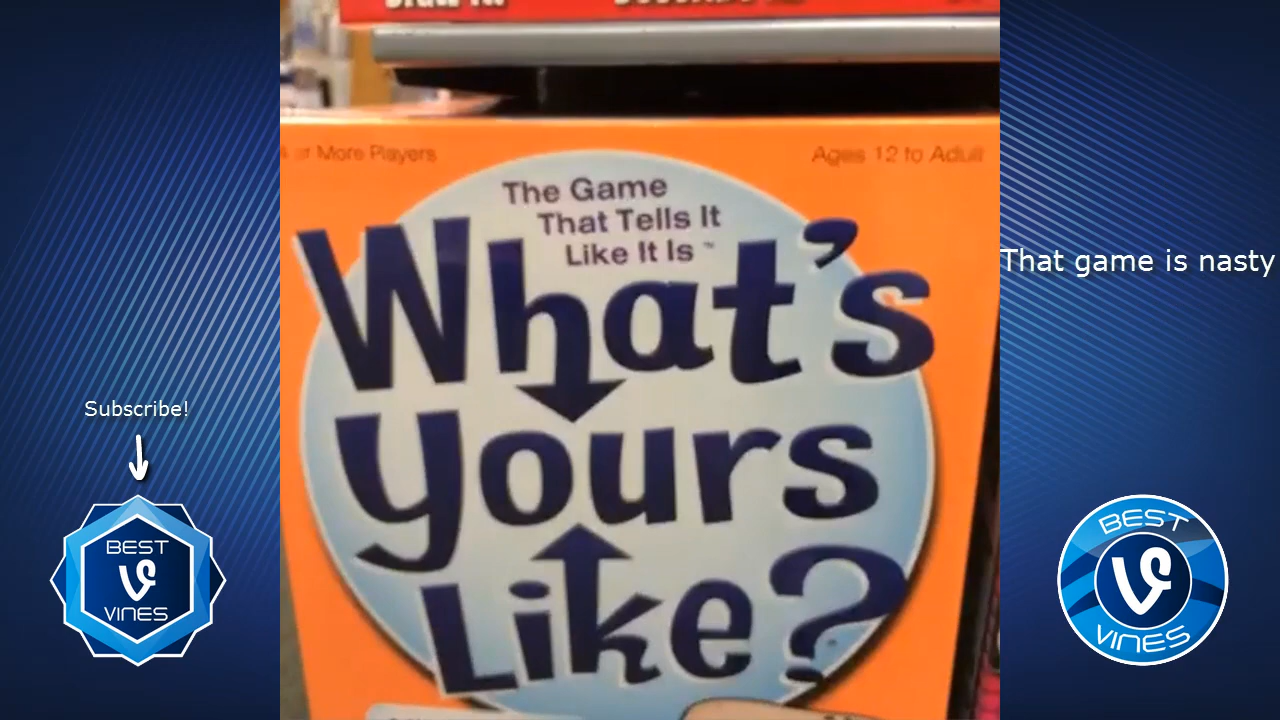 More Players
Ages 12 to Adult
The Game
That Tells It
Like It Is ™
What's
Yours
Like?
That game is nasty
Subscribe!
BEST
VINES
BEST
VINES